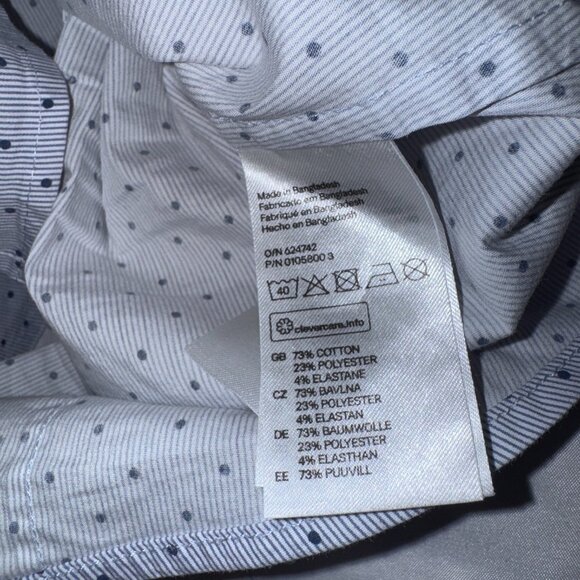 Made in Bangladesh
Fabricado em Bangladesh
Fabriqué en Bangladesh
Hecho en Bangladesh
O/N 624742
P/N 0105800 3
40
clevercare.info
GB 73% COTTON
23% POLYESTER
4% ELASTANE
CZ 73% BAVLNA
23% POLYESTER
4% ELASTAN
DE 73% BAUMWOLLE
23% POLYESTER
4% ELASTHAN
EE 73% PUUVILL